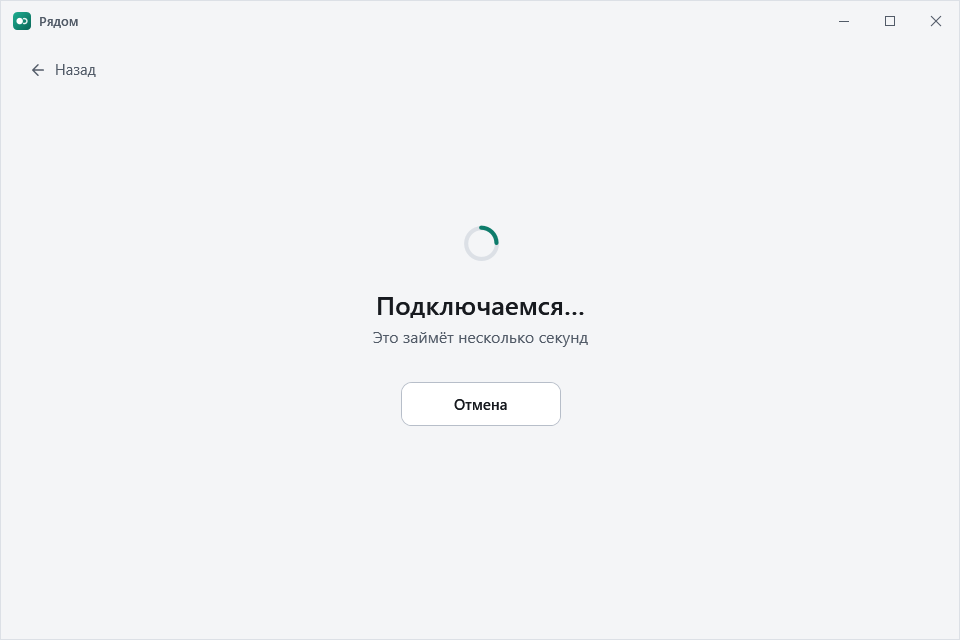 Рядом
Назад
Подключаемся...
Это займёт несколько секунд
Отмена